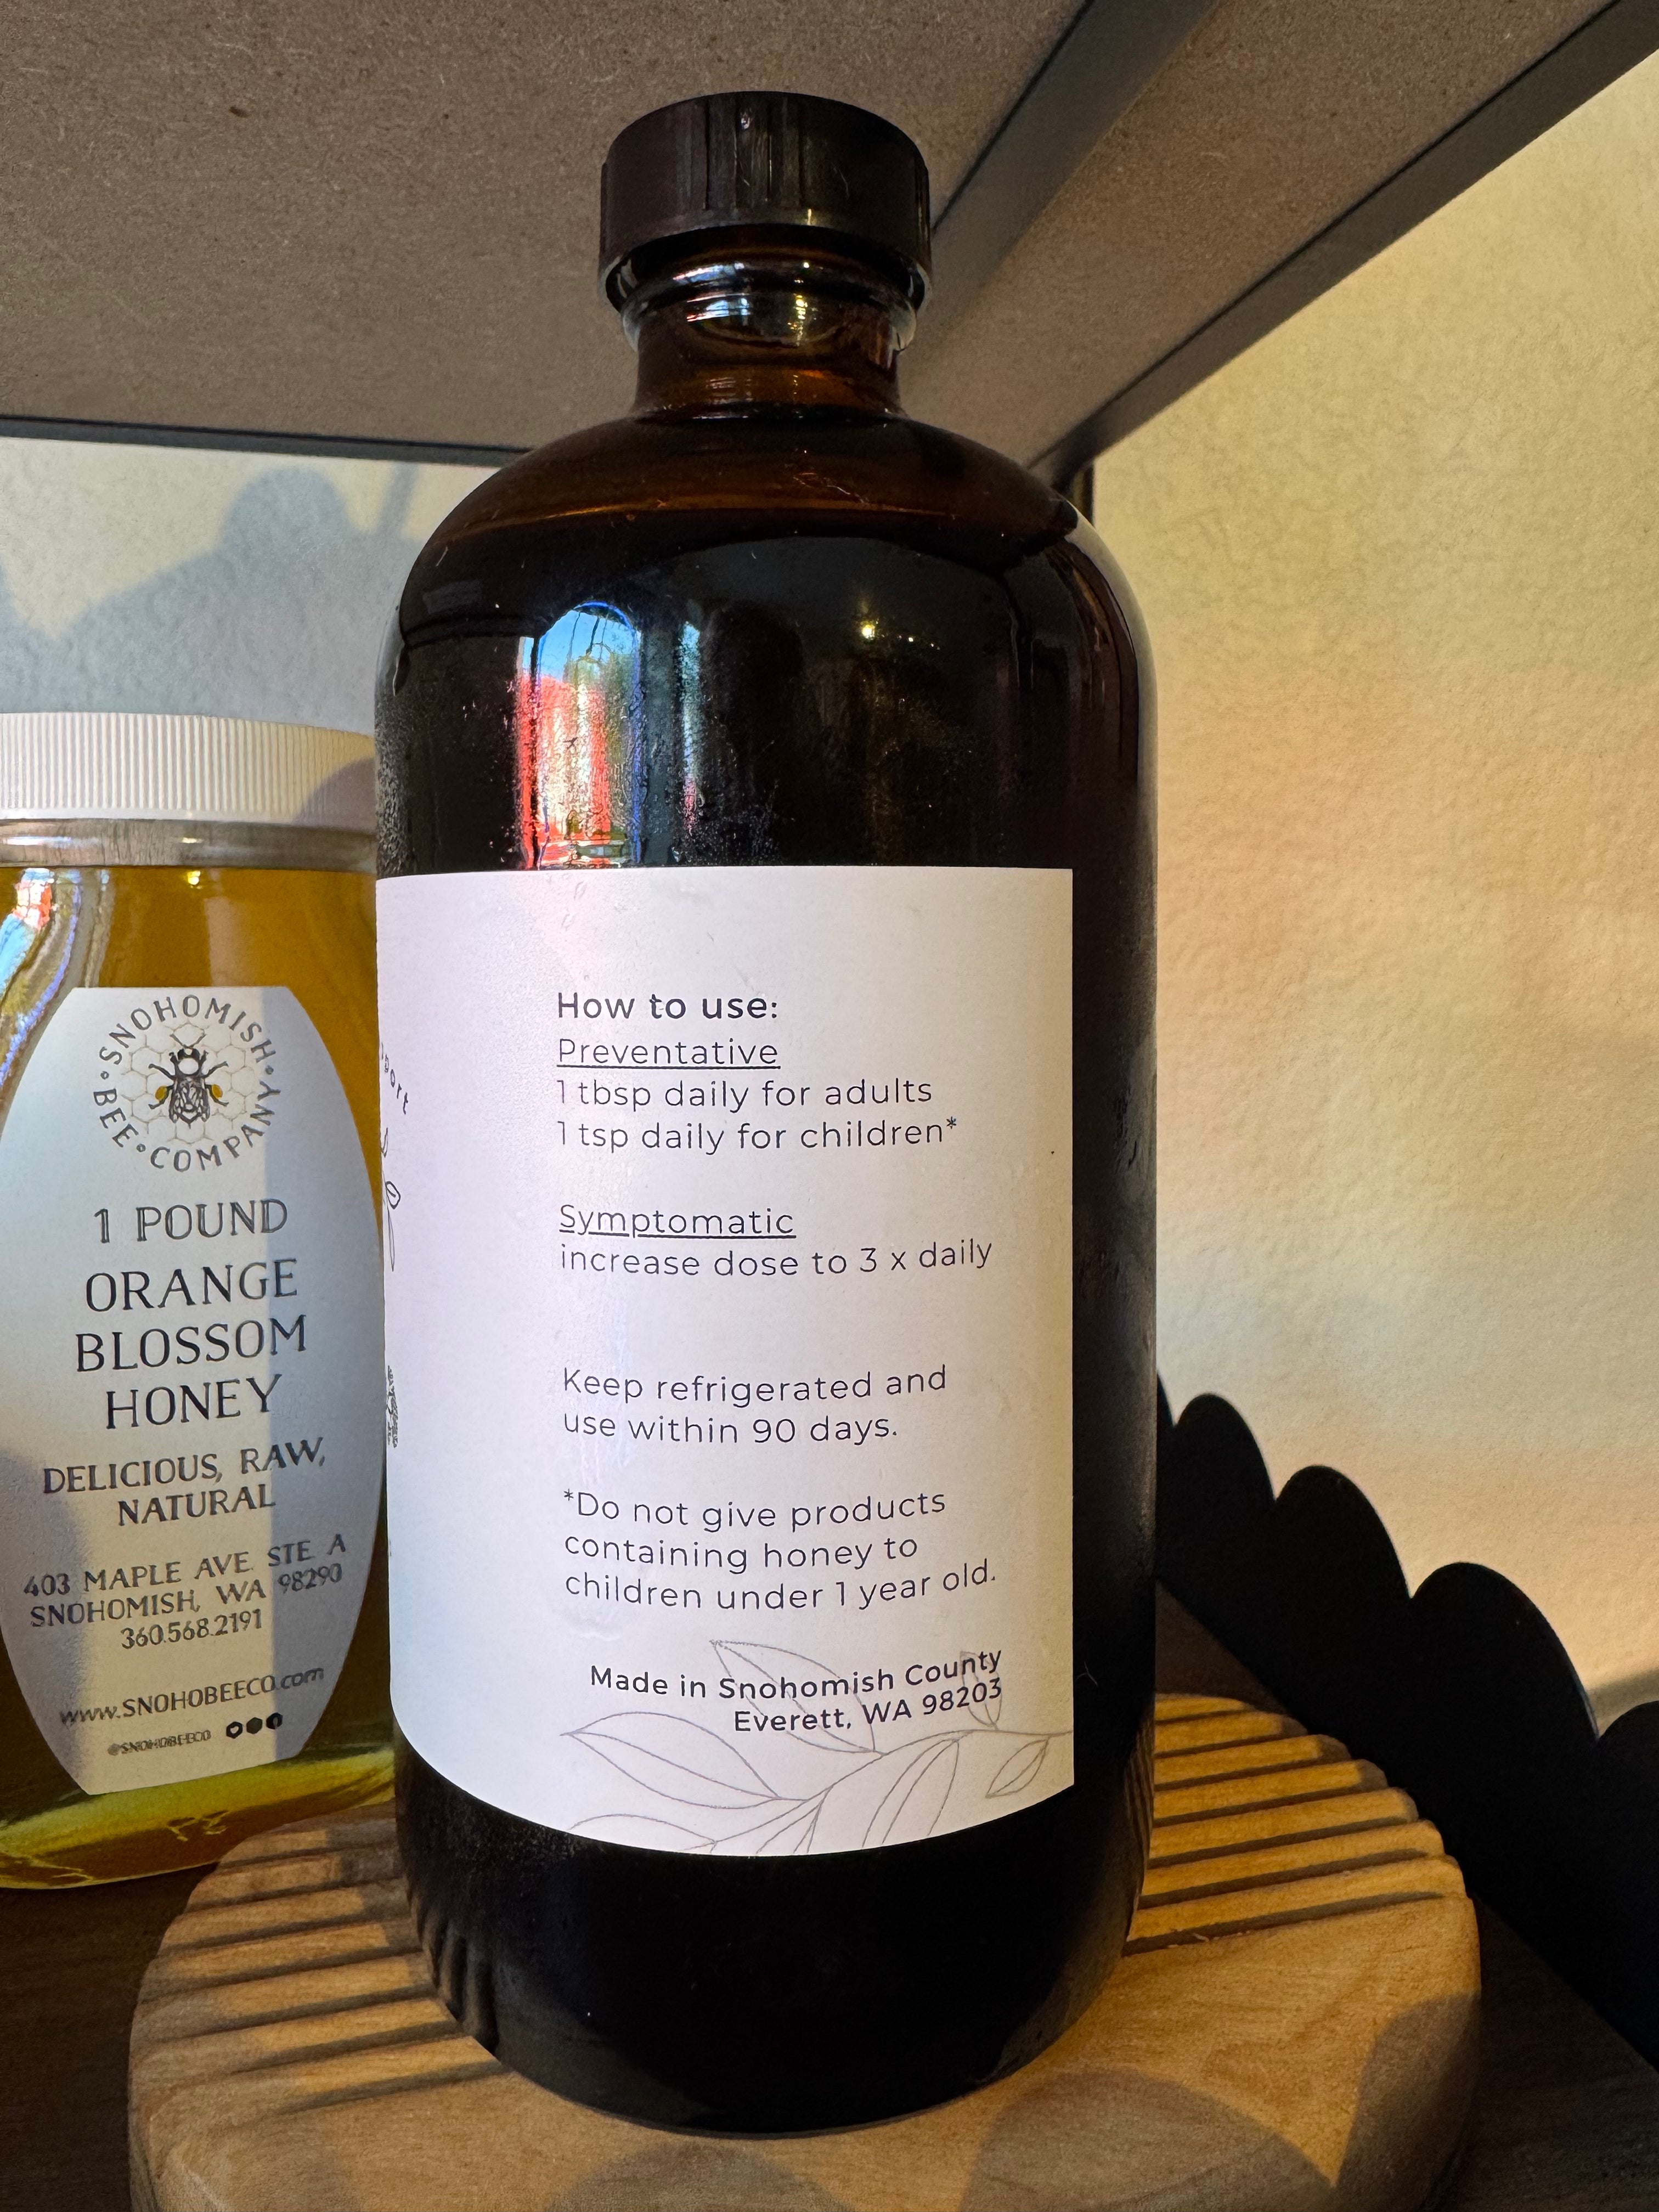 SNOHOMISH
BEE COMPANY
1 POUND
ORANGE
BLOSSOM
HONEY
DELICIOUS, RAW,
NATURAL
403 MAPLE AVE STE A
SNOHOMISH, WA 98290
360.568.2191
www.SNOHOBEECO.com
@SNOHOBEECO
How to use:
Preventative
1 tbsp daily for adults
1 tsp daily for children*
Symptomatic
increase dose to 3 x daily
Keep refrigerated and
use within 90 days.
*Do not give products
containing honey to
children under 1 year old.
Made in Snohomish County
Everett, WA 98203